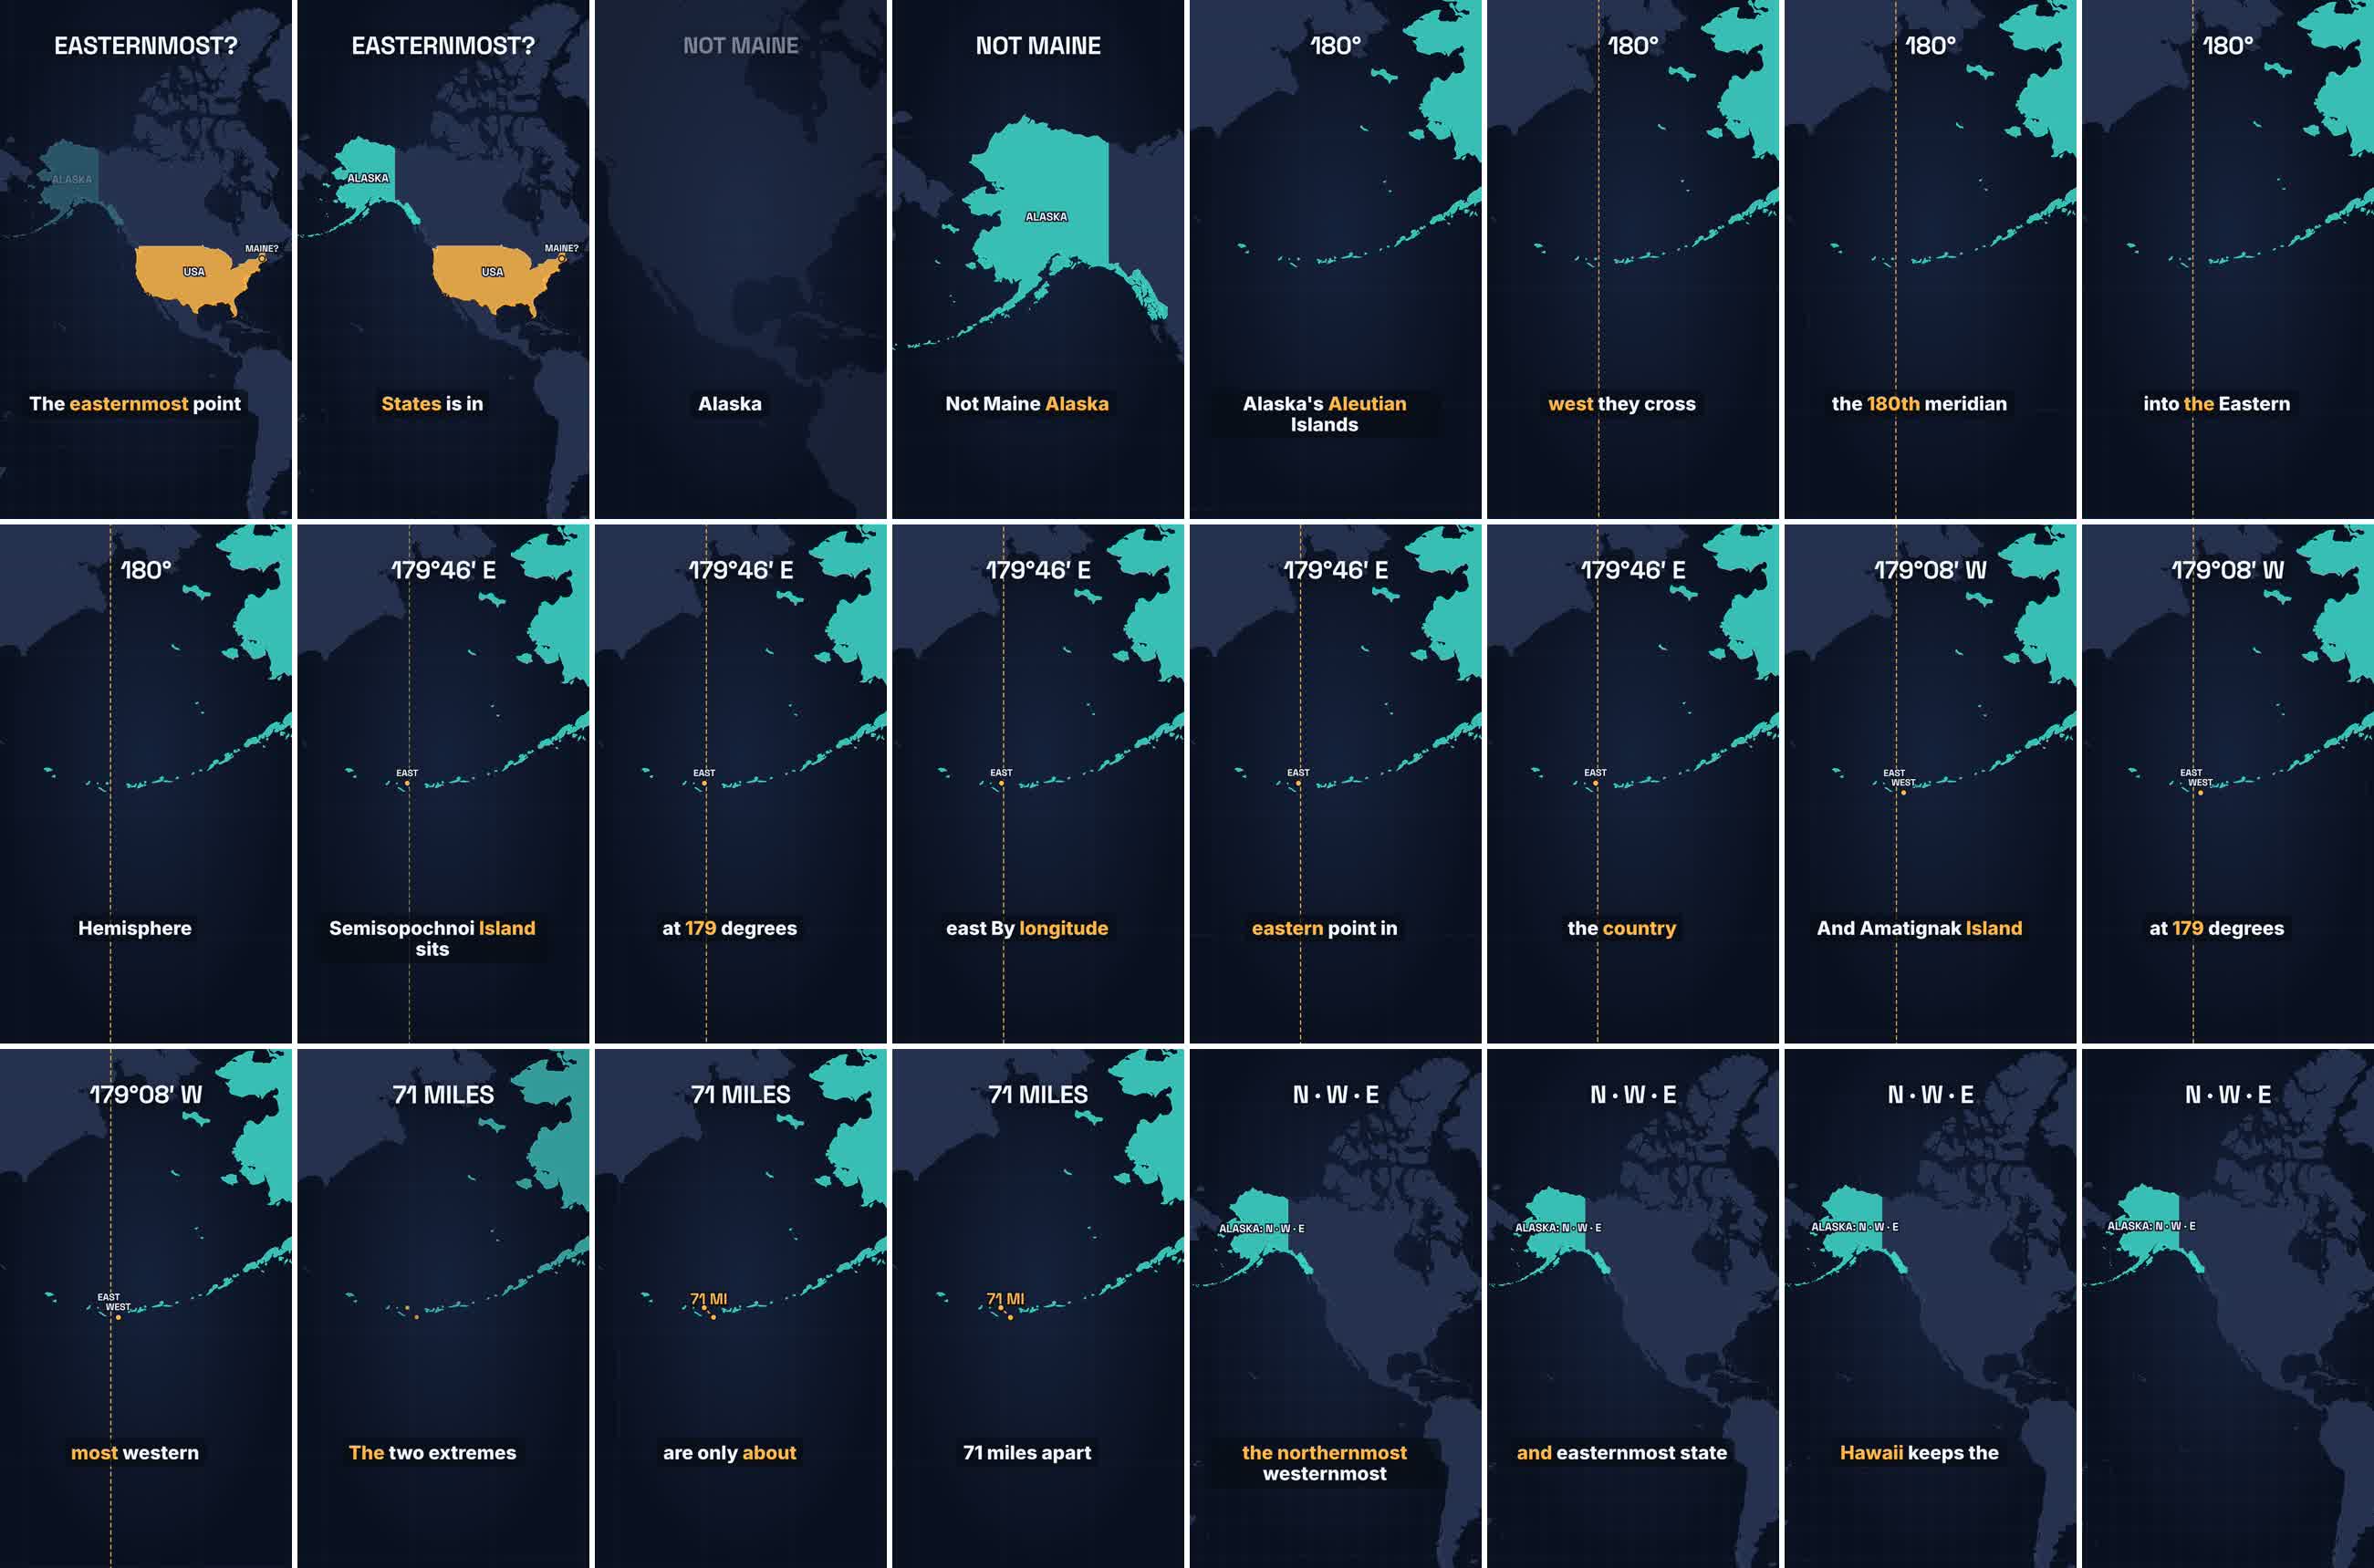 EASTERNMOST?
ALASKA
MAINE?
USA
The easternmost point
EASTERNMOST?
ALASKA
MAINE?
USA
States is in
NOT MAINE
Alaska
NOT MAINE
ALASKA
Not Maine Alaska
180°
Alaska's Aleutian
Islands
180°
west they cross
180°
the 180th meridian
180°
into the Eastern
180°
Hemisphere
179°46' E
EAST
Semisopochnoi Island
sits
179°46' E
EAST
at 179 degrees
179°46' E
EAST
east By longitude
179°46' E
EAST
eastern point in
179°46' E
EAST
the country
179°08' W
EAST
WEST
And Amatignak Island
179°08' W
EAST
WEST
at 179 degrees
179°08' W
EAST
WEST
most western
71 MILES
The two extremes
71 MILES
71 MI
are only about
71 MILES
71 MI
71 miles apart
N · W · E
ALASKA: N · W · E
the northernmost
westernmost
N · W · E
ALASKA: N · W · E
and easternmost state
N · W · E
ALASKA: N · W · E
Hawaii keeps the
N · W · E
ALASKA: N · W · E